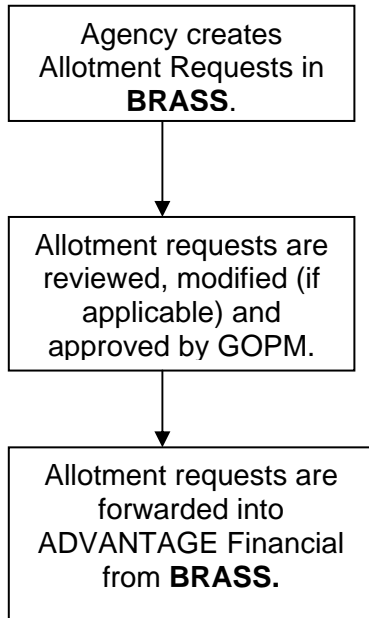 Agency creates
Allotment Requests in
BRASS.
Allotment requests are
reviewed, modified (if
applicable) and
approved by GOPM.
Allotment requests are
forwarded into
ADVANTAGE Financial
from BRASS.